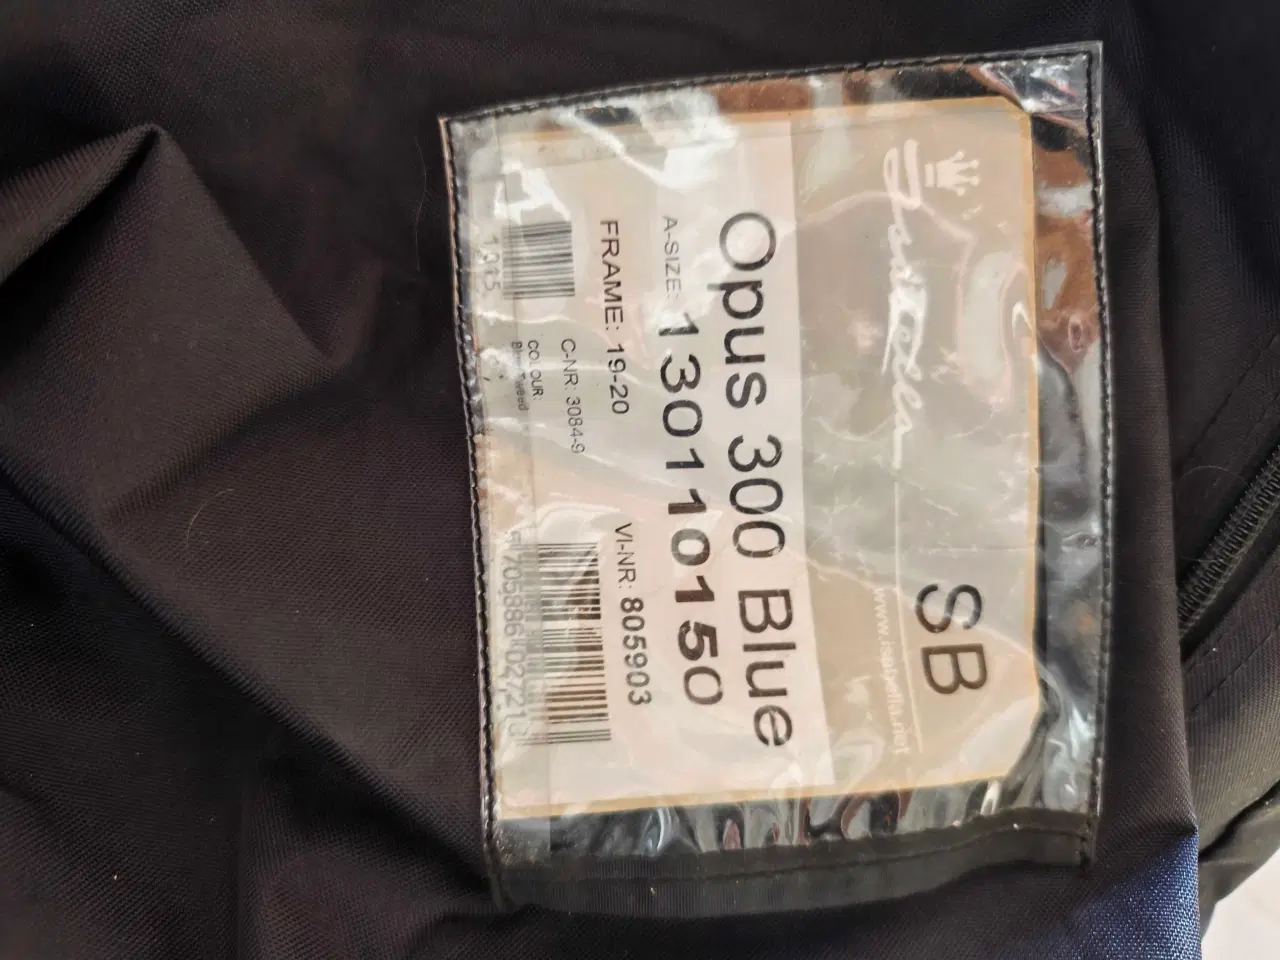 Isabella
SB
www.isabella.net
Opus 300 Blue
A-SIZE: 1301 10150
FRAME: 19-20
VI-NR: 805903
C-NR: 3084-9
COLOUR: